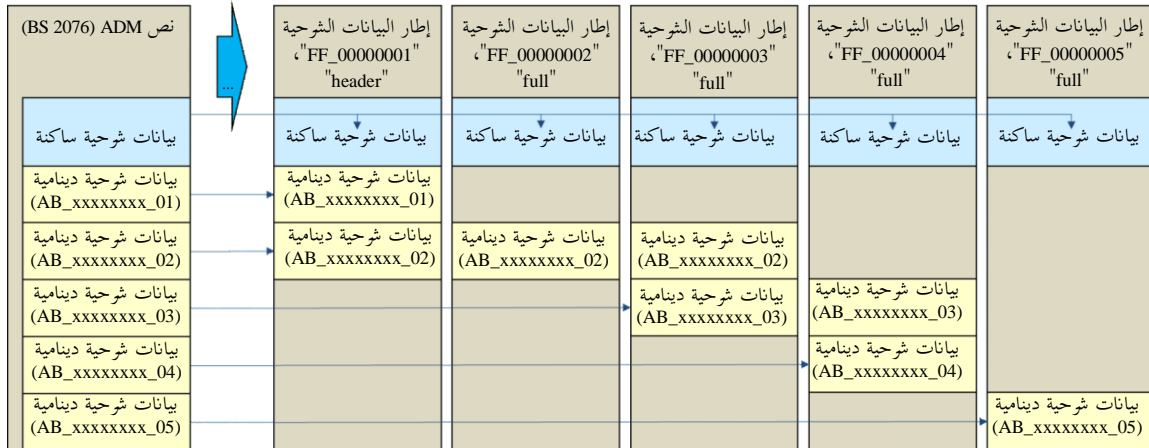 نص ADM ‏(BS 2076)
...
إطار البيانات الشرحية
"FF_00000001"،
"header"
إطار البيانات الشرحية
"FF_00000002"،
"full"
إطار البيانات الشرحية
"FF_00000003"،
"full"
إطار البيانات الشرحية
"FF_00000004"،
"full"
إطار البيانات الشرحية
"FF_00000005"،
"full"
بيانات شرحية ساكنة
بيانات شرحية ساكنة
بيانات شرحية ساكنة
بيانات شرحية ساكنة
بيانات شرحية ساكنة
بيانات شرحية ساكنة
بيانات شرحية دينامية
(AB_xxxxxxxx_01)
بيانات شرحية دينامية
(AB_xxxxxxxx_01)
بيانات شرحية دينامية
(AB_xxxxxxxx_02)
بيانات شرحية دينامية
(AB_xxxxxxxx_02)
بيانات شرحية دينامية
(AB_xxxxxxxx_02)
بيانات شرحية دينامية
(AB_xxxxxxxx_02)
بيانات شرحية دينامية
(AB_xxxxxxxx_03)
بيانات شرحية دينامية
(AB_xxxxxxxx_03)
بيانات شرحية دينامية
(AB_xxxxxxxx_03)
بيانات شرحية دينامية
(AB_xxxxxxxx_04)
بيانات شرحية دينامية
(AB_xxxxxxxx_04)
بيانات شرحية دينامية
(AB_xxxxxxxx_05)
بيانات شرحية دينامية
(AB_xxxxxxxx_05)